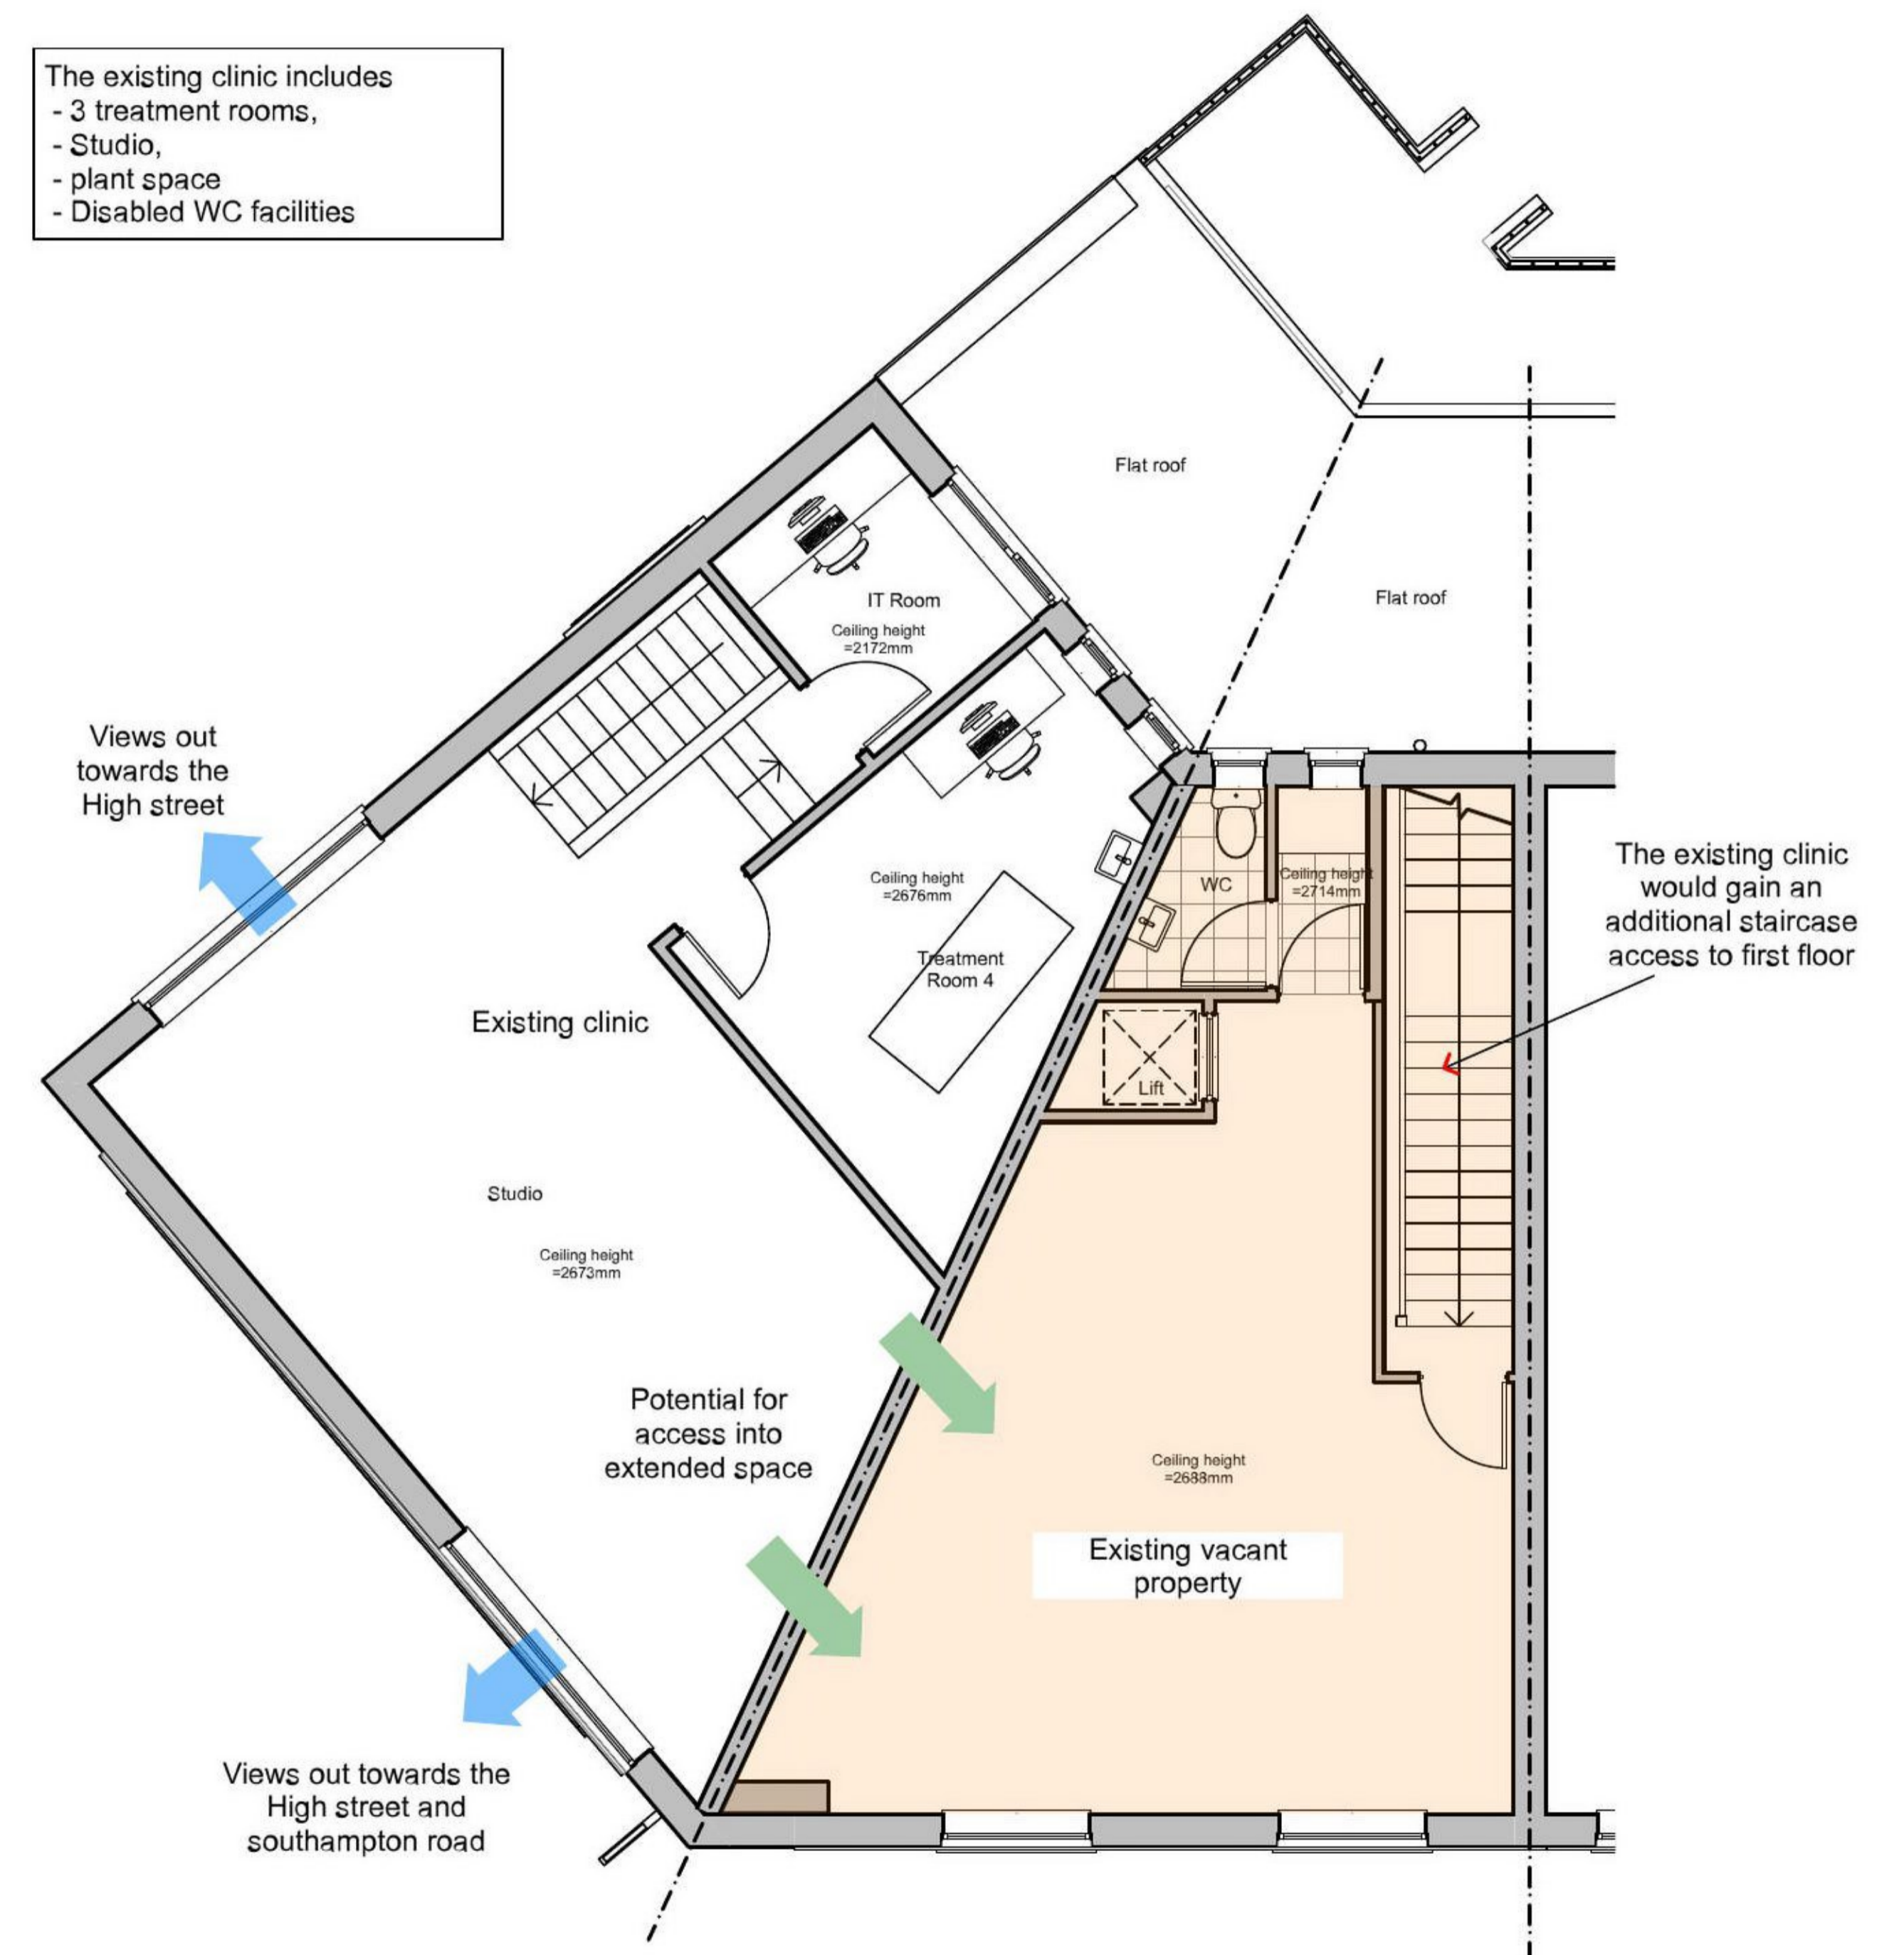 The existing clinic includes
- 3 treatment rooms,
- Studio,
- plant space
- Disabled WC facilities
Flat roof
Flat roof
IT Room
Ceiling height
=2172mm
Views out
towards the
High street
Ceiling height
=2676mm
Treatment
Room 4
WC
Ceiling height
=2714mm
The existing clinic
would gain an
additional staircase
access to first floor
Existing clinic
Lift
Studio
Ceiling height
=2673mm
Potential for
access into
extended space
Ceiling height
=2688mm
Existing vacant
property
Views out towards the
High street and
southampton road